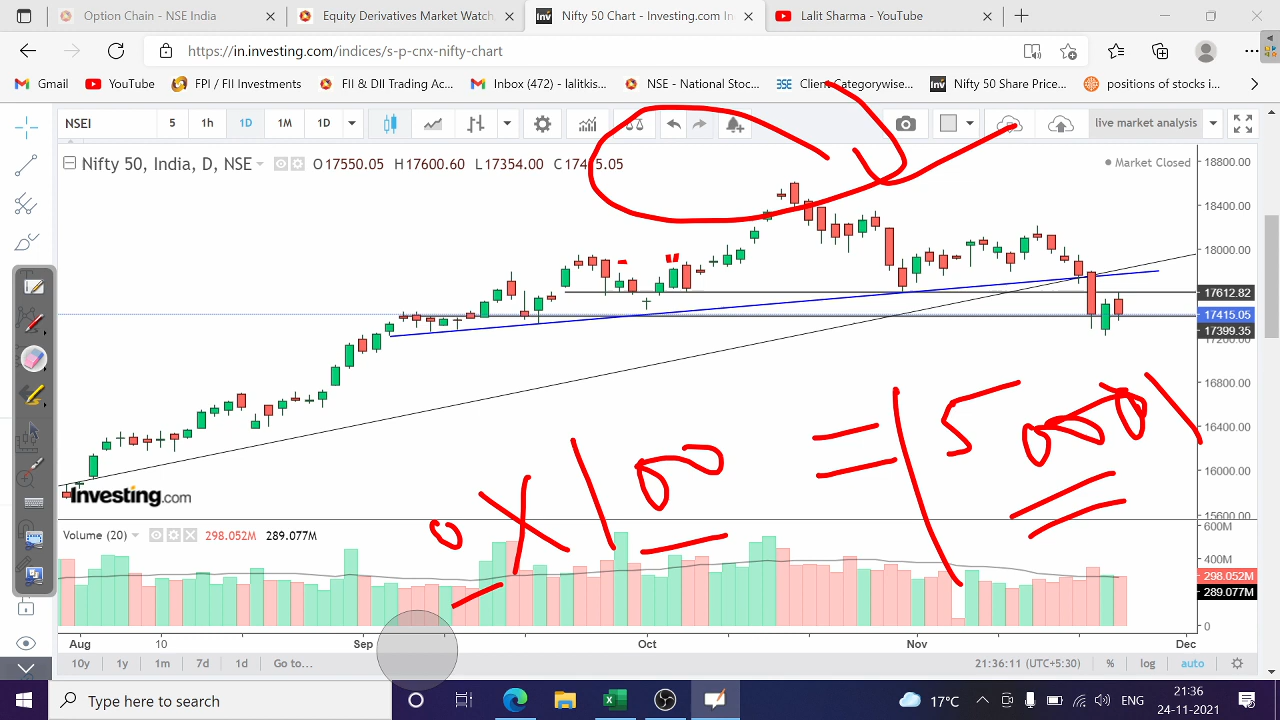 Option Chain - NSE India
Equity Derivatives Market Watch,
Nifty 50 Chart - Investing.com In
Lalit Sharma - YouTube
https://in.investing.com/indices/s-p-cnx-nifty-chart
Gmail
YouTube
FPI / FII Investments
FII & DII Trading Ac...
Inbox (472) - lalitkis...
NSE - National Stoc...
Client Categorywise...
Nifty 50 Share Price...
positions of stocks i...
NSEI
5
1h
1D
1M
1D
live market analysis
Nifty 50, India, D, NSE
O17550.05 H17600.60 L17354.00 C17415.05
Market Closed
18800.00
18400.00
18000.00
17612.82
17415.05
17399.35
17200.00
16800.00
16400.00
16000.00
15600.00
Investing.com
0 X 100 = 15000
Volume (20)
298.052M
289.077M
600M
400M
298.052M
289.077M
0
Aug
10
Sep
Oct
Nov
Dec
10y
1y
1m
7d
1d
Go to...
21:36:11 (UTC+5:30)
%
log
auto
Type here to search
17°C
ENG
21:36
24-11-2021